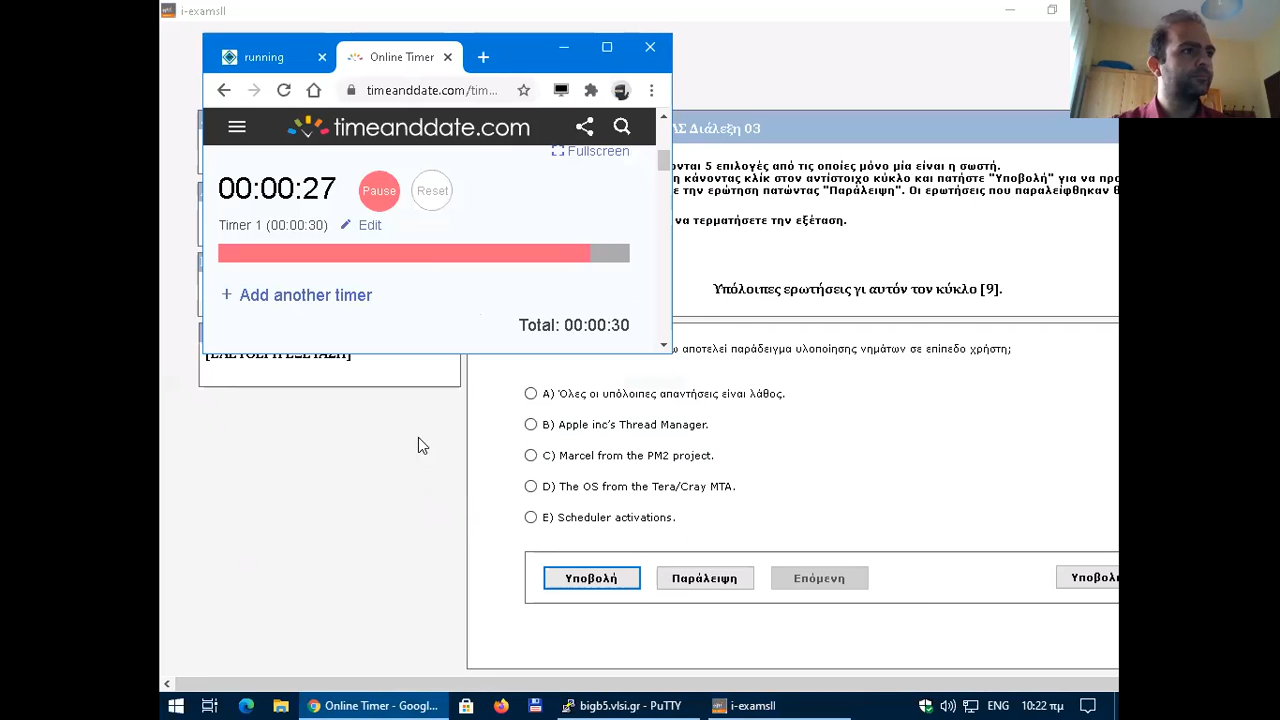 i-examsll
running
Online Timer
timeanddate.com/tim...
timeanddate.com
Fullscreen
00:00:27
Pause
Reset
Timer 1 (00:00:30)
Edit
+ Add another timer
Total: 00:00:30
ΛΣ Διάλεξη 03
νται 5 επιλογές από τις οποίες μόνο μία είναι η σωστή.
η κάνοντας κλίκ στον αντίστοιχο κύκλο και πατήστε "Υποβολή" για να προ
ε την ερώτηση πατώντας "Παράλειψη". Οι ερωτήσεις που παραλείφθηκαν θ
να τερματήσετε την εξέταση.
Υπόλοιπες ερωτήσεις γι αυτόν τον κύκλο [9].
[ΕΛΕΥΘΕΡΗ ΕΞΕΤΑΣΗ]
ω αποτελεί παράδειγμα υλοποίησης νημάτων σε επίπεδο χρήστη;
A) Όλες οι υπόλοιπες απαντήσεις είναι λάθος.
B) Apple inc's Thread Manager.
C) Marcel from the PM2 project.
D) The OS from the Tera/Cray MTA.
E) Scheduler activations.
Υποβολή
Παράλειψη
Επόμενη
Υποβολι
Online Timer - Googl...
bigb5.vlsi.gr - PuTTY
i-examsll
ENG
10:22 πμ